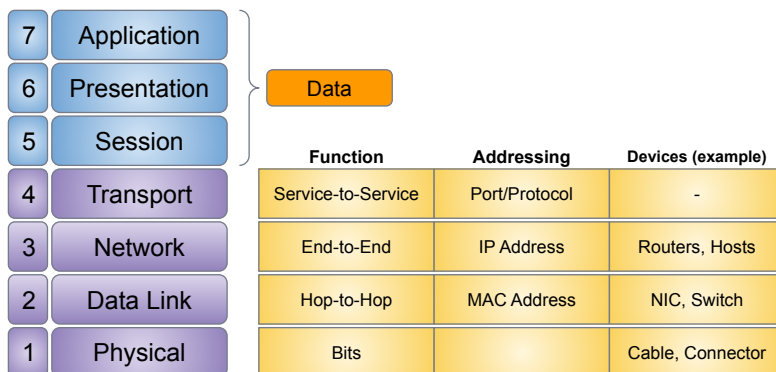 7 Application
6 Presentation
Data
5 Session
Function Addressing Devices (example)
4 Transport Service-to-Service Port/Protocol -
3 Network End-to-End IP Address Routers, Hosts
2 Data Link Hop-to-Hop MAC Address NIC, Switch
1 Physical Bits Cable, Connector